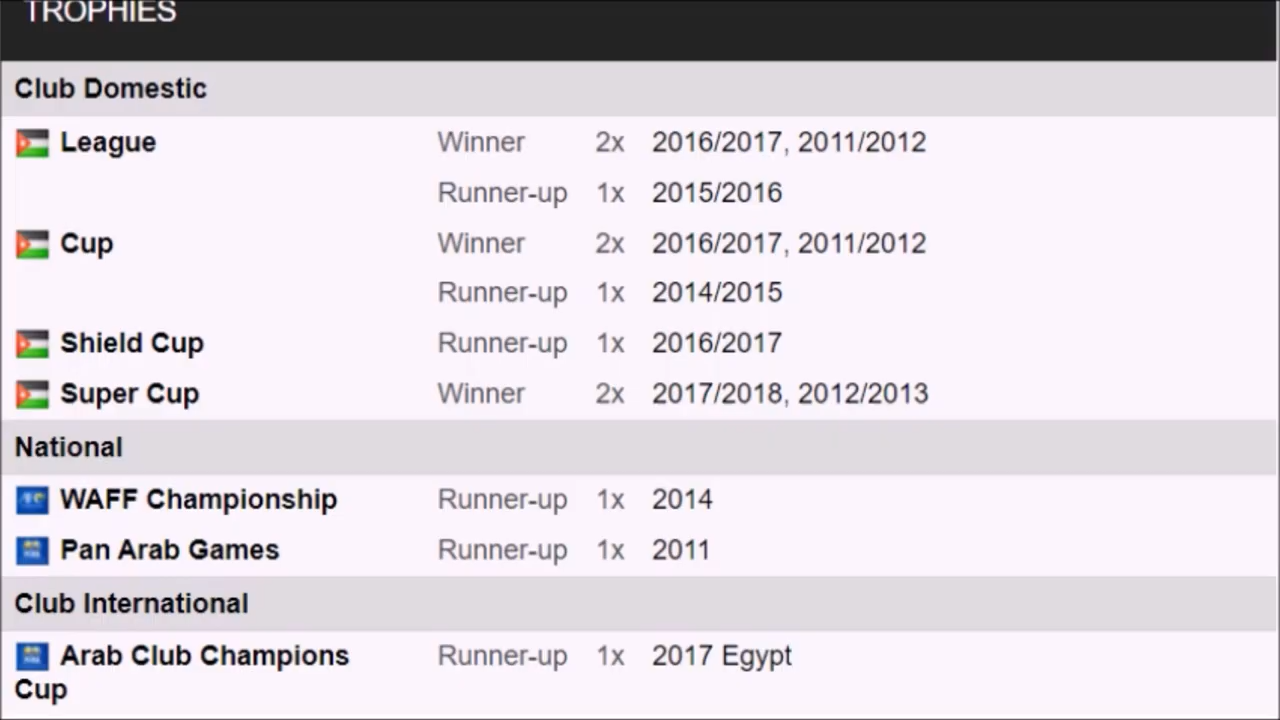 TROPHIES
Club Domestic
League Winner 2x 2016/2017, 2011/2012
Runner-up 1x 2015/2016
Cup Winner 2x 2016/2017, 2011/2012
Runner-up 1x 2014/2015
Shield Cup Runner-up 1x 2016/2017
Super Cup Winner 2x 2017/2018, 2012/2013
National
WAFF Championship Runner-up 1x 2014
Pan Arab Games Runner-up 1x 2011
Club International
Arab Club Champions Runner-up 1x 2017 Egypt
Cup